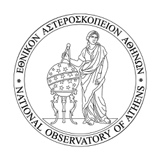 ΕΘΝΙΚΟΝ ΑΣΤΕΡΟΣΚΟΠΕΙΟΝ ΑΘΗΝΩΝ
NATIONAL OBSERVATORY OF ATHENS